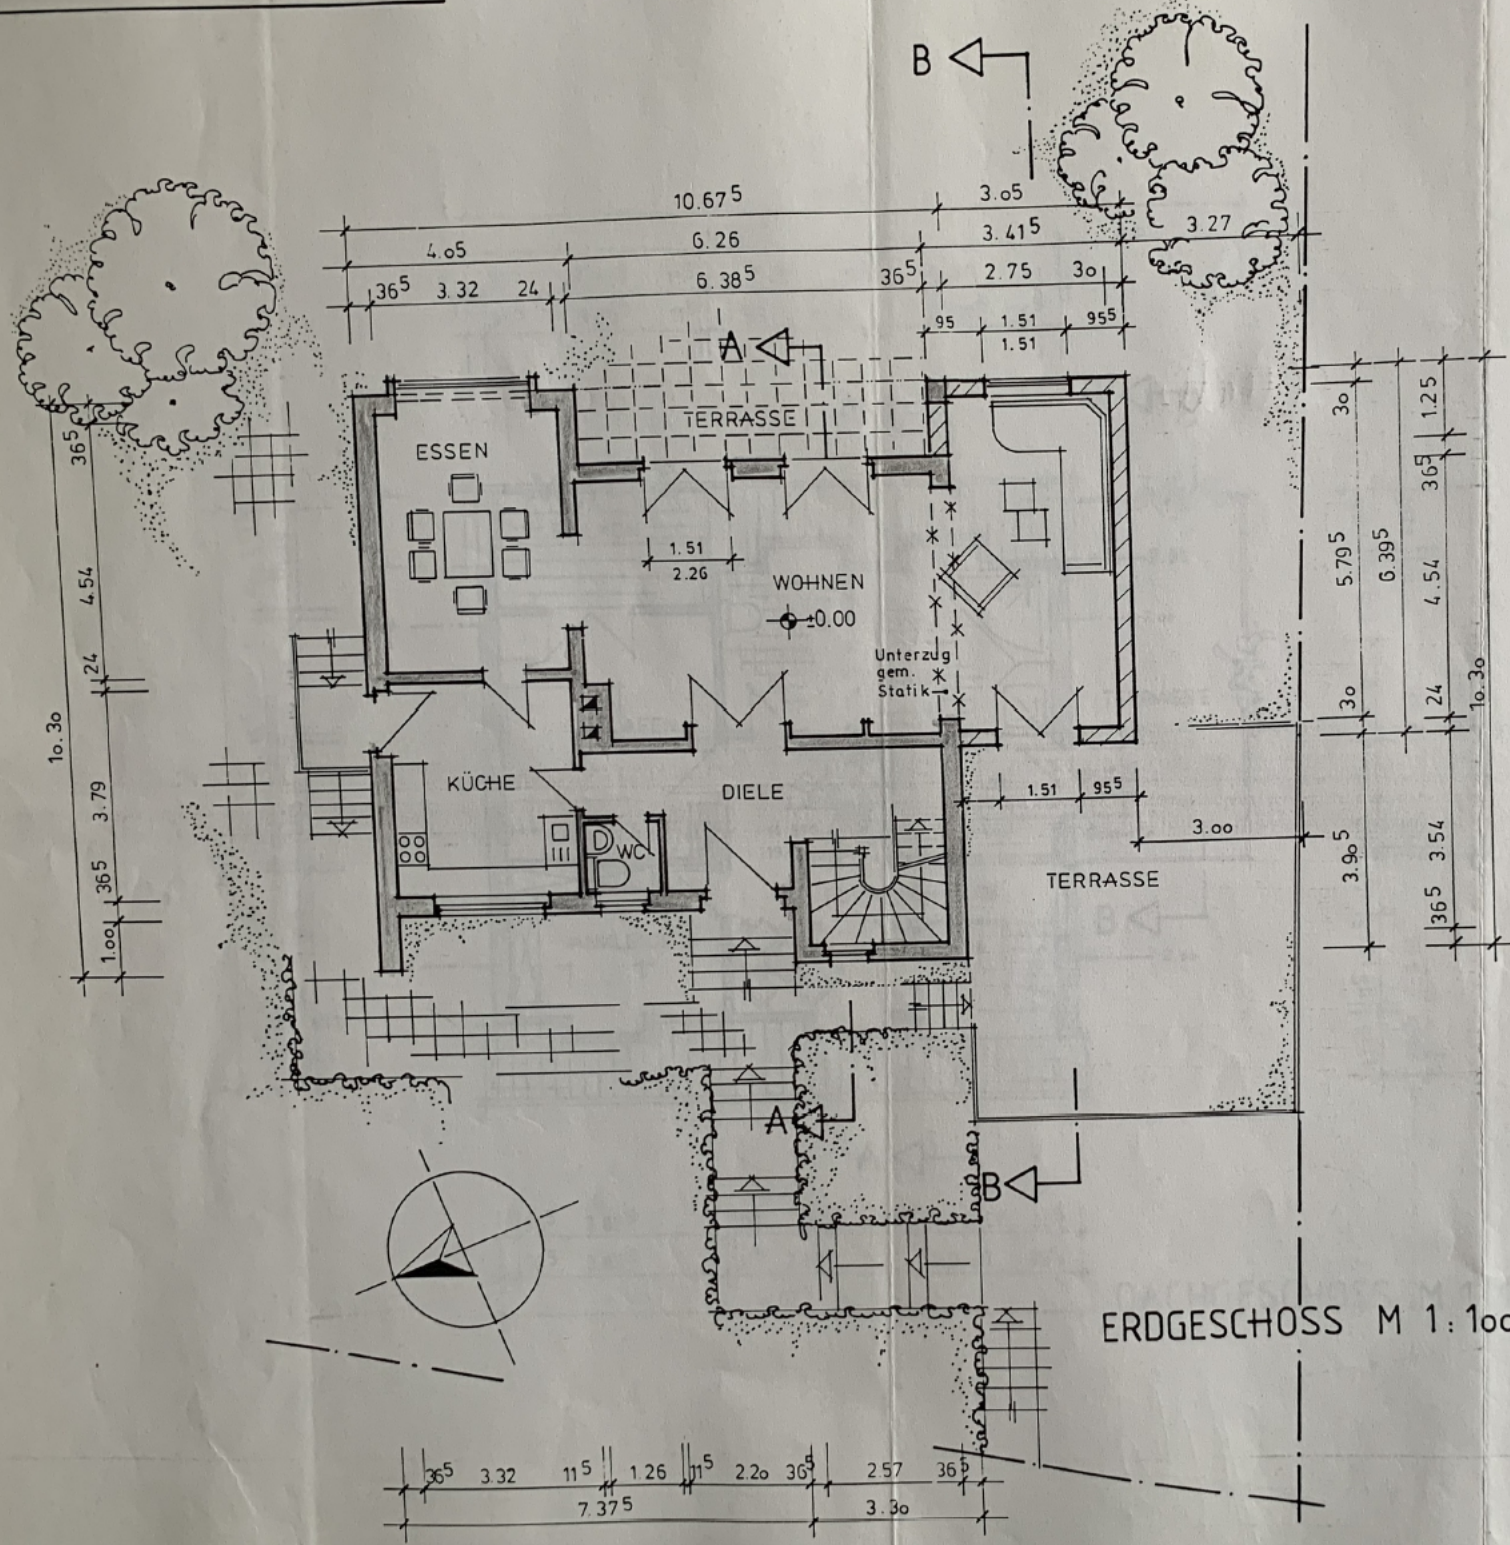 B
10.67⁵ 3.05
4.05 6.26 3.41⁵ 3.27
36⁵ 3.32 24 6.38⁵ 36⁵ 2.75 30
95 1.51 95⁵
1.51
A
TERRASSE
ESSEN
1.51
2.26
WOHNEN
±0.00
Unterzug
gem.
Statik
KÜCHE
DIELE
WC
1.51 95⁵
3.00
TERRASSE
36⁵
4.54
24
3.79
36⁵
1.00
10.30
30
5.79⁵
30
3.90⁵
6.39⁵
1.25
36⁵
4.54
24
3.54
36⁵
10.30
A
B
ERDGESCHOSS M 1:100
36⁵ 3.32 11⁵ 1.26 11⁵ 2.20 36⁵ 2.57 36⁵
7.37⁵ 3.30